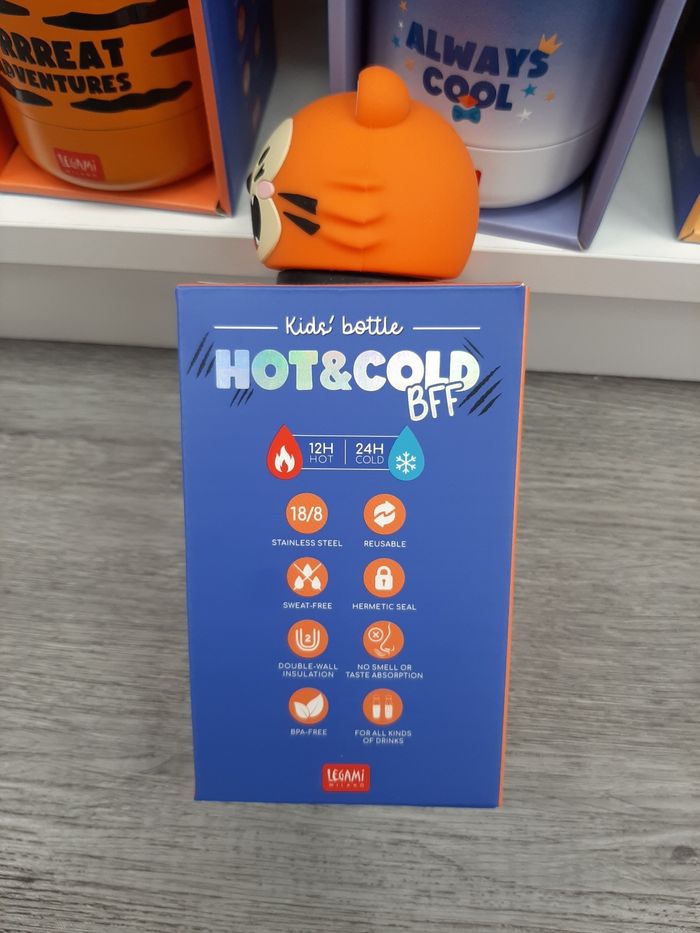 RRREAT
ADVENTURES
LEGAMI
MILANO
ALWAYS
COOL
Kids' bottle
HOT&COLD
BFF
12H
HOT
24H
COLD
18/8
STAINLESS STEEL
REUSABLE
SWEAT-FREE
HERMETIC SEAL
2
DOUBLE-WALL
INSULATION
NO SMELL OR
TASTE ABSORPTION
BPA-FREE
FOR ALL KINDS
OF DRINKS
LEGAMI
MILANO